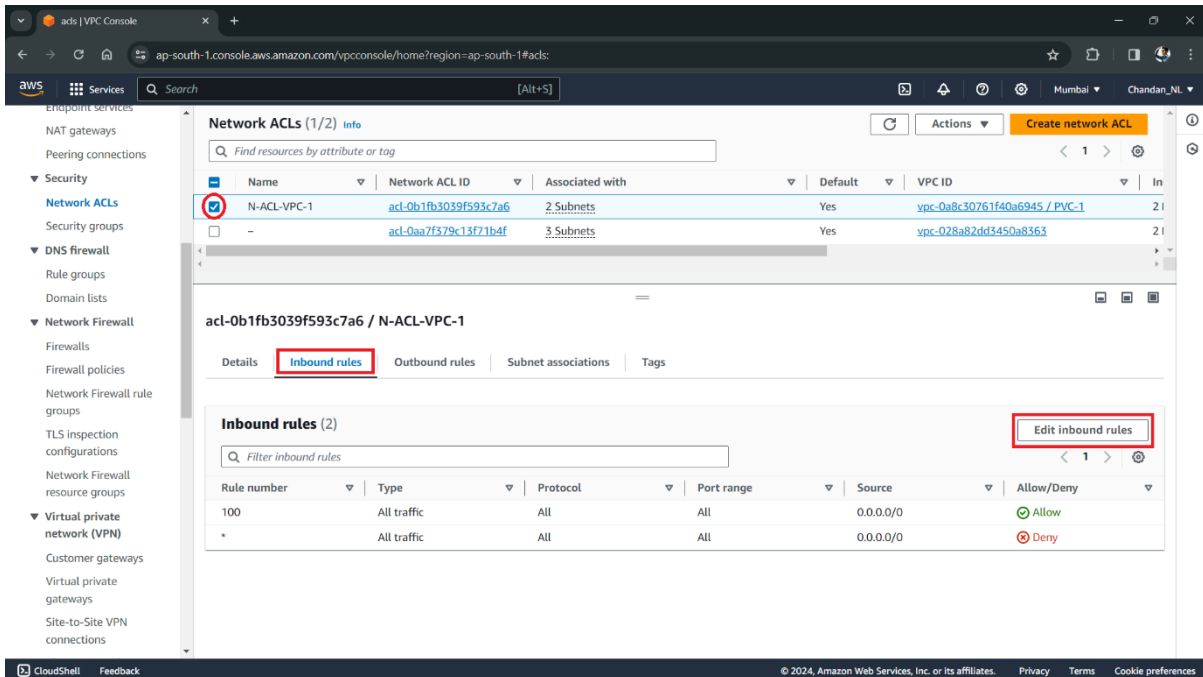 acls | VPC Console
ap-south-1.console.aws.amazon.com/vpcconsole/home?region=ap-south-1#acls:
aws
Services
Search
[Alt+S]
Mumbai
Chandan_NL
Endpoint services
NAT gateways
Peering connections
Security
Network ACLs
Security groups
DNS firewall
Rule groups
Domain lists
Network Firewall
Firewalls
Firewall policies
Network Firewall rule
groups
TLS inspection
configurations
Network Firewall
resource groups
Virtual private
network (VPN)
Customer gateways
Virtual private
gateways
Site-to-Site VPN
connections
Network ACLs (1/2) Info
Actions
Create network ACL
Find resources by attribute or tag
1
Name Network ACL ID Associated with Default VPC ID In
N-ACL-VPC-1 acl-0b1fb3039f593c7a6 2 Subnets Yes vpc-0a8c30761f40a6945 / PVC-1 2 I
– acl-0aa7f379c13f71b4f 3 Subnets Yes vpc-028a82dd3450a8363 2 I
acl-0b1fb3039f593c7a6 / N-ACL-VPC-1
Details Inbound rules Outbound rules Subnet associations Tags
Inbound rules (2)
Edit inbound rules
Filter inbound rules
1
Rule number Type Protocol Port range Source Allow/Deny
100 All traffic All All 0.0.0.0/0 Allow
* All traffic All All 0.0.0.0/0 Deny
CloudShell Feedback © 2024, Amazon Web Services, Inc. or its affiliates. Privacy Terms Cookie preferences